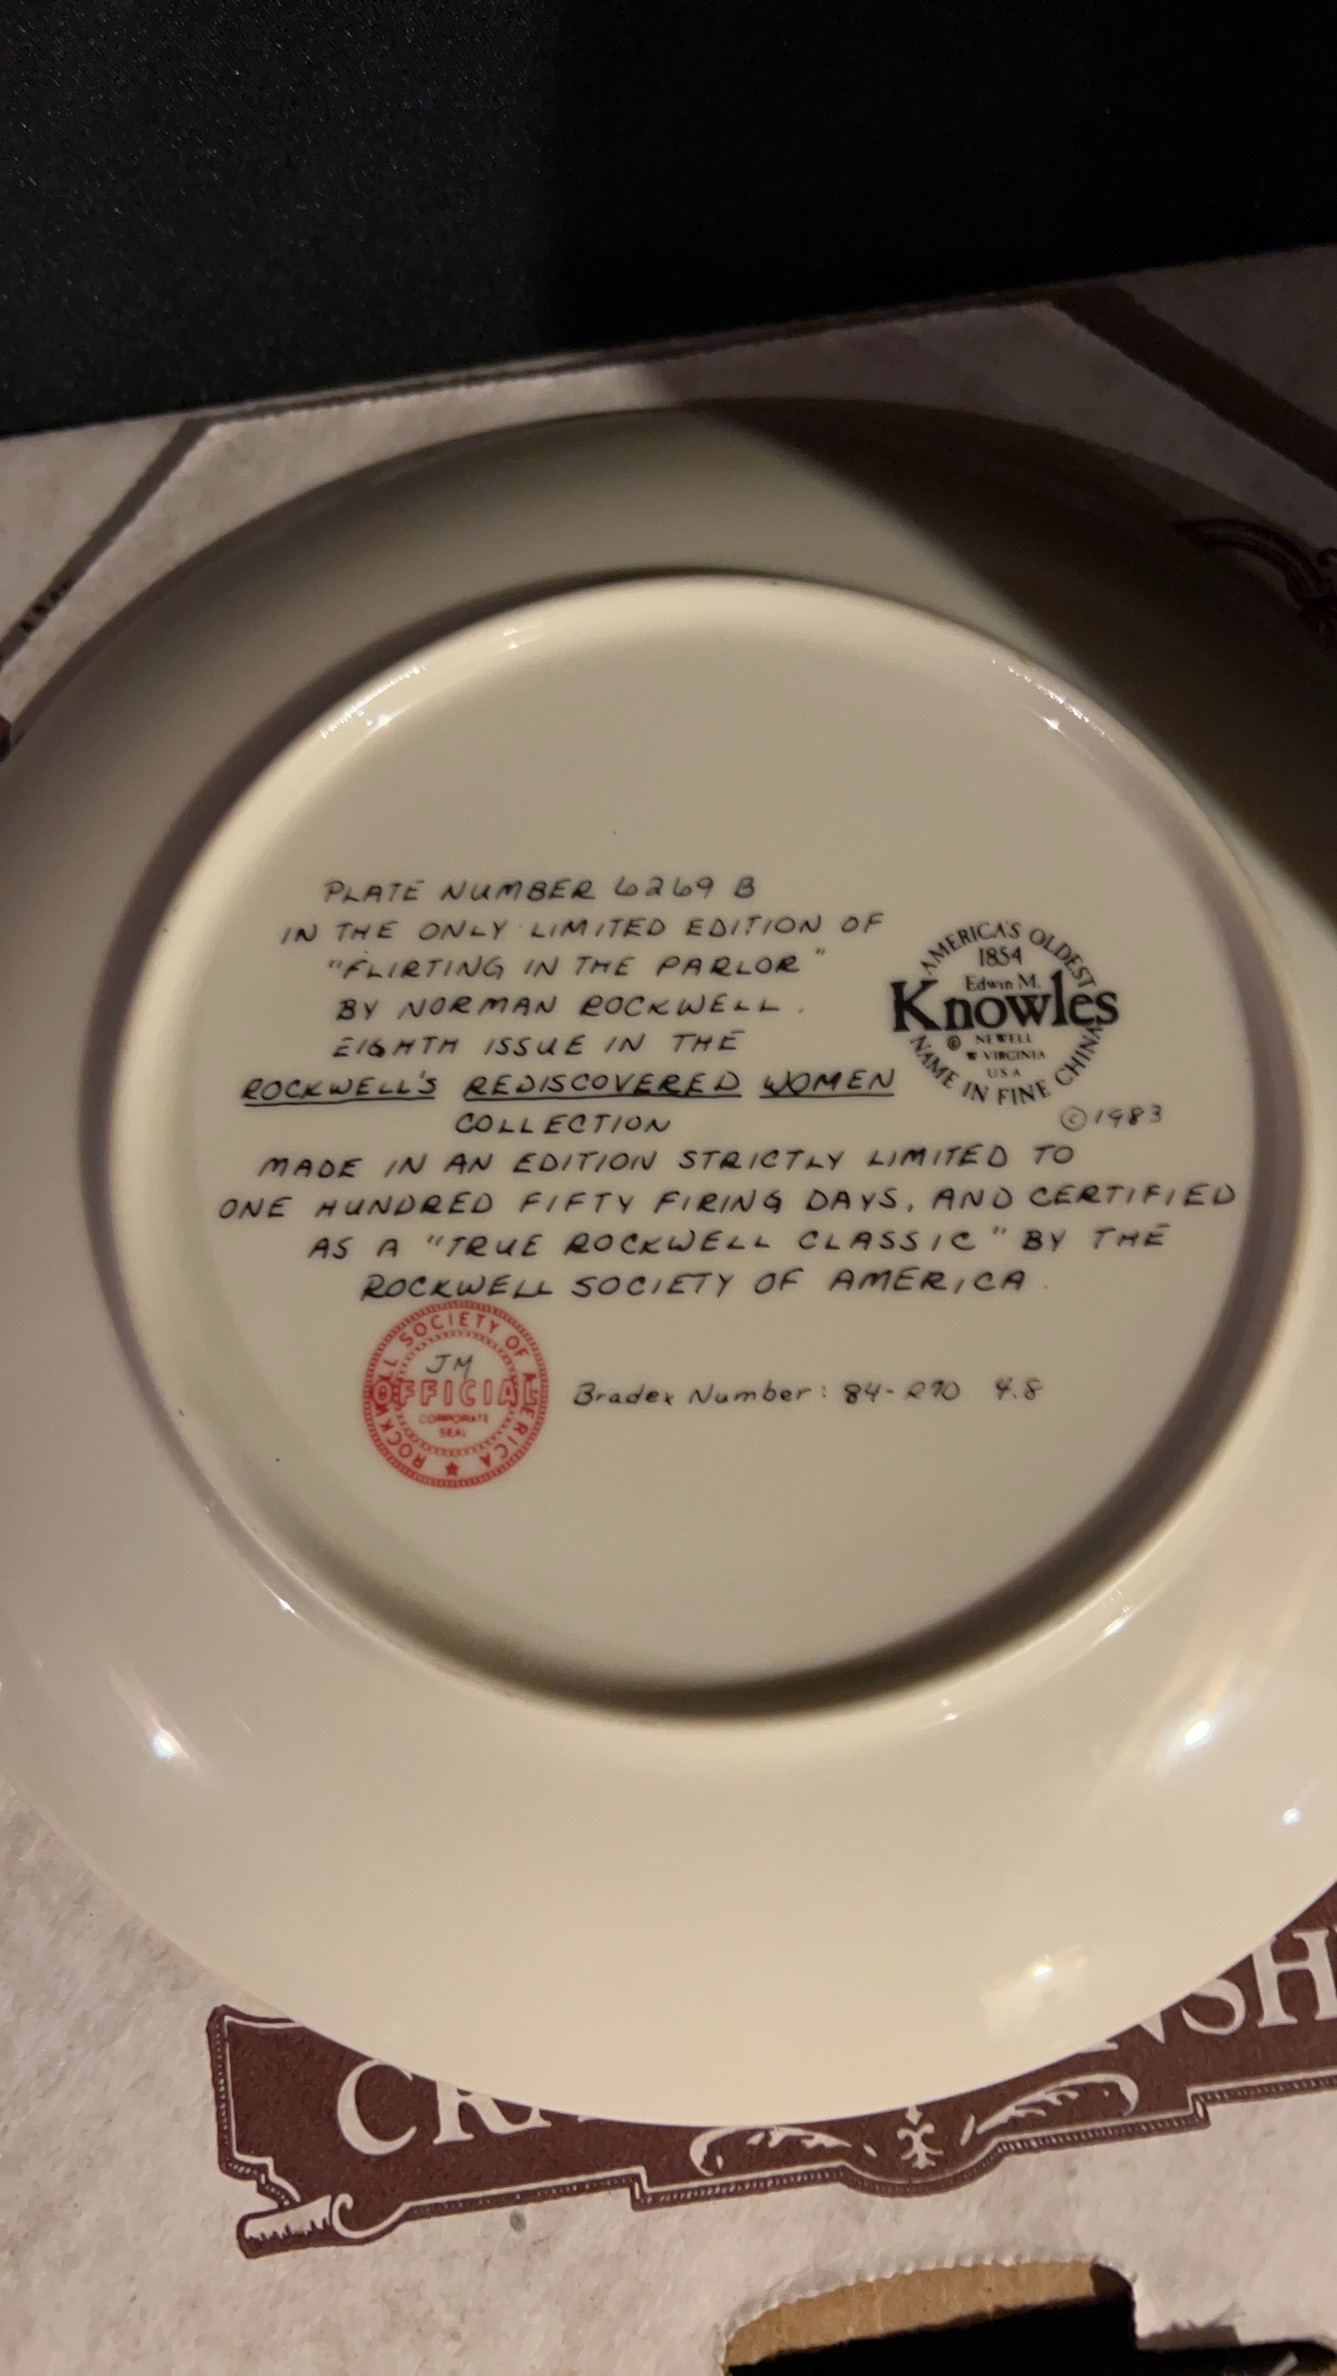 PLATE NUMBER 6269 B
IN THE ONLY LIMITED EDITION OF
"FLIRTING IN THE PARLOR"
BY NORMAN ROCKWELL.
EIGHTH ISSUE IN THE
ROCKWELL'S REDISCOVERED WOMEN
COLLECTION
MADE IN AN EDITION STRICTLY LIMITED TO
ONE HUNDRED FIFTY FIRING DAYS, AND CERTIFIED
AS A "TRUE ROCKWELL CLASSIC" BY THE
ROCKWELL SOCIETY OF AMERICA.
AMERICA'S OLDEST
1854
Edwin M.
Knowles
© NEWELL
W VIRGINIA
USA
NAME IN FINE CHINA
©1983
ROCKWELL SOCIETY OF AMERICA
JM
OFFICIAL
CORPORATE
SEAL
Bradex Number: 84-R70 4.8